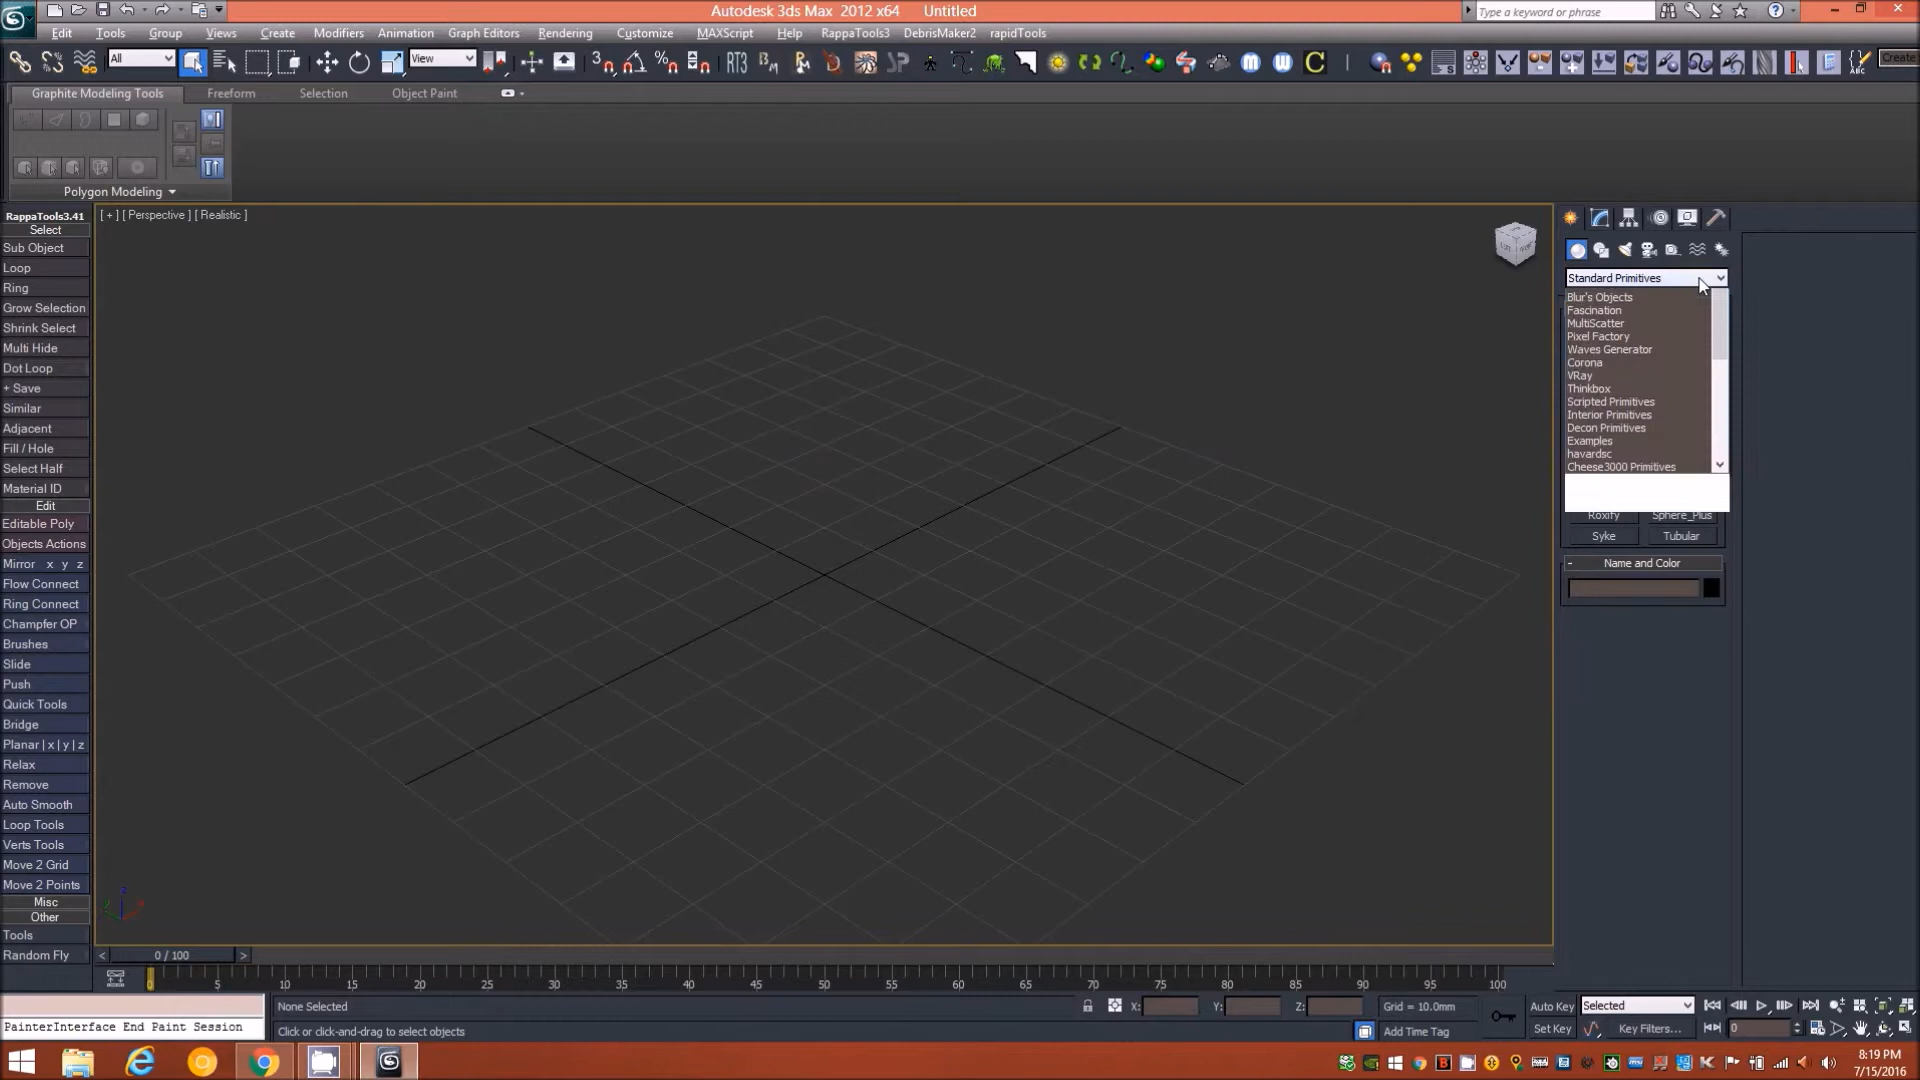 Autodesk 3ds Max 2012 x64 Untitled
Type a keyword or phrase
Edit Tools Group Views Create Modifiers Animation Graph Editors Rendering Customize MAXScript Help RappaTools3 DebrisMaker2 rapidTools
All
View
Create
Graphite Modeling Tools Freeform Selection Object Paint
Polygon Modeling
RappaTools3.41
Select
Sub Object
Loop
Ring
Grow Selection
Shrink Select
Multi Hide
Dot Loop
+ Save
Similar
Adjacent
Fill / Hole
Select Half
Material ID
Edit
Editable Poly
Objects Actions
Mirror x y z
Flow Connect
Ring Connect
Champfer OP
Brushes
Slide
Push
Quick Tools
Bridge
Planar | x | y | z
Relax
Remove
Auto Smooth
Loop Tools
Verts Tools
Move 2 Grid
Move 2 Points
Misc
Other
Tools
Random Fly
[ + ] [ Perspective ] [ Realistic ]
Standard Primitives
Blur's Objects
Fascination
MultiScatter
Pixel Factory
Waves Generator
Corona
VRay
Thinkbox
Scripted Primitives
Interior Primitives
Decon Primitives
Examples
havardsc
Cheese3000 Primitives
Roxify Sphere_Plus
Syke Tubular
- Name and Color
< 0 / 100 >
0 5 10 15 20 25 30 35 40 45 50 55 60 65 70 75 80 85 90 95 100
None Selected X: Y: Z: Grid = 10.0mm Auto Key Selected
PainterInterface End Paint Session
Click or click-and-drag to select objects Add Time Tag Set Key Key Filters... 0
8:19 PM
7/15/2016